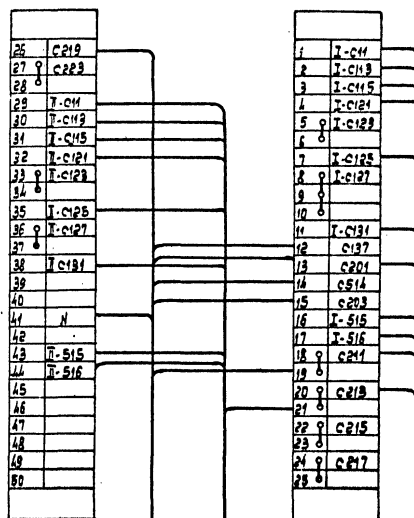 26 C219
27 C223
28
29 II-C11
30 II-C113
31 II-C115
32 II-C121
33 II-C123
34
35 I-C125
36 II-C127
37
38 II C131
39
40
41 N
42
43 II-515
44 II-516
45
46
47
48
49
50
1 I-C11
2 I-C113
3 I-C115
4 I-C121
5 I-C123
6
7 I-C125
8 I-C127
9
10
11 I-C131
12 C137
13 C201
14 C514
15 C203
16 I-515
17 I-516
18 C211
19
20 C213
21
22 C215
23
24 C217
25